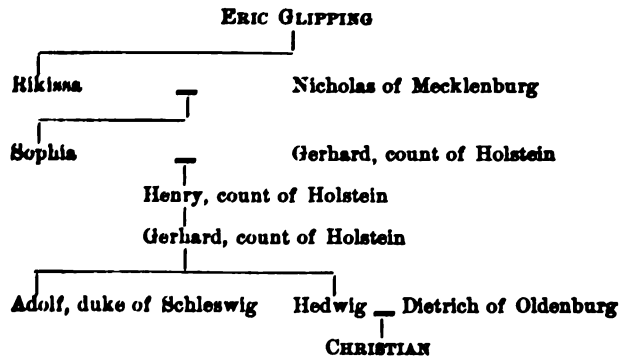 ERIC GLIPPING
Rikissa — Nicholas of Mecklenburg
Sophia — Gerhard, count of Holstein
Henry, count of Holstein
Gerhard, count of Holstein
Adolf, duke of Schleswig Hedwig — Dietrich of Oldenburg
CHRISTIAN